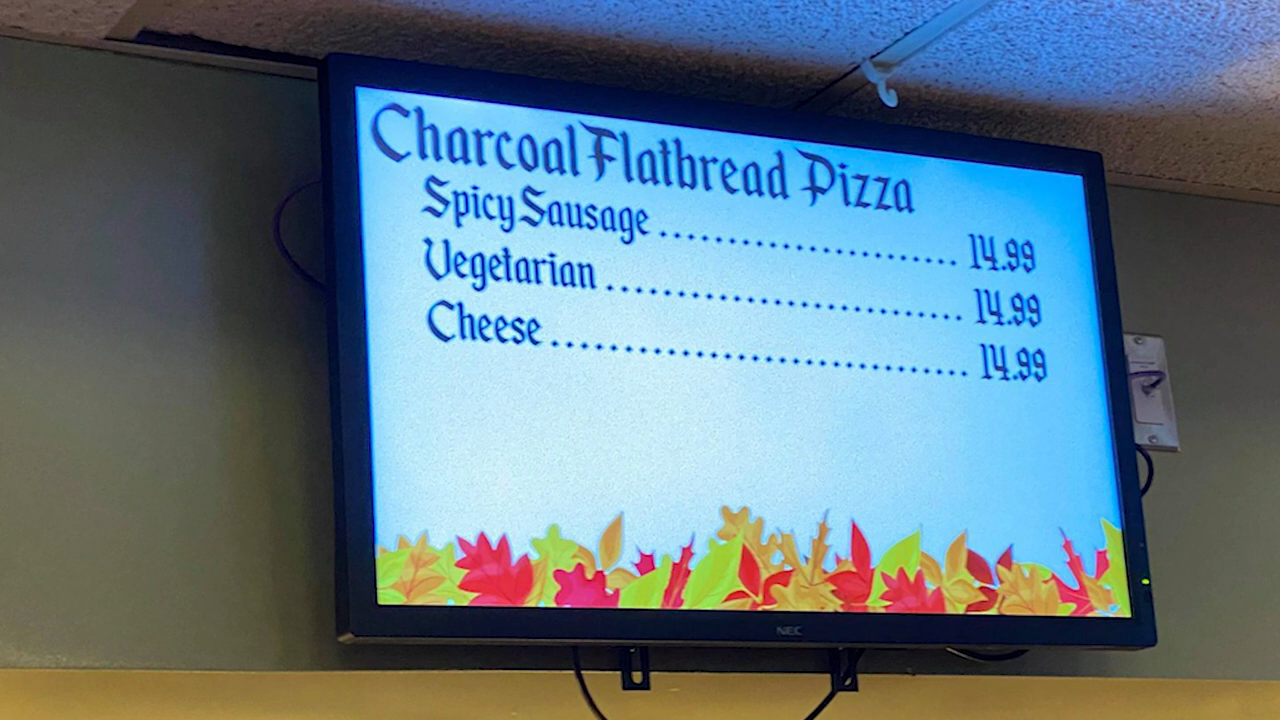 Charcoal Flatbread Pizza
Spicy Sausage.......................... 14.99
Vegetarian.............................. 14.99
Cheese................................... 14.99
NEC